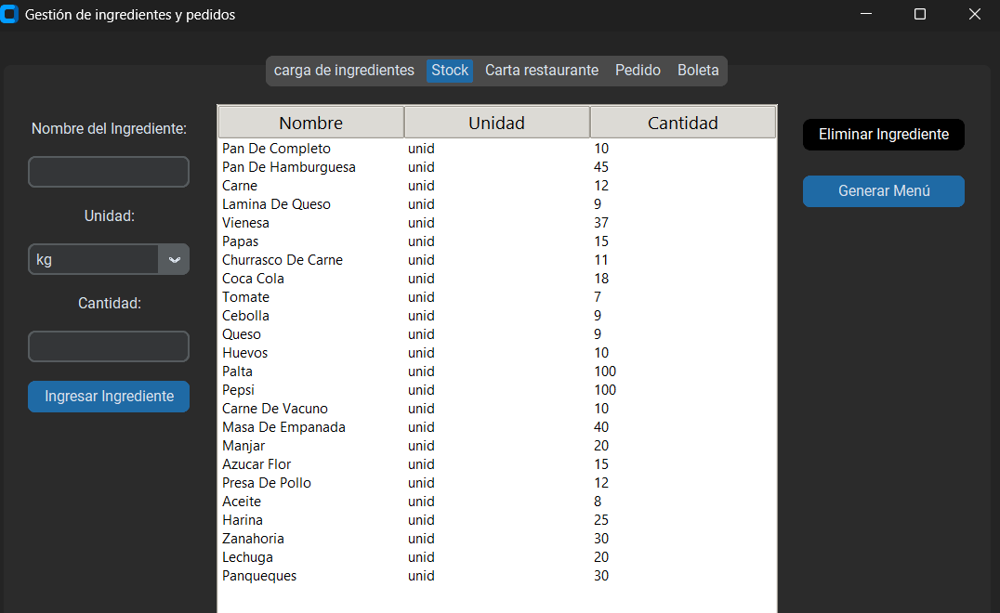 Gestión de ingredientes y pedidos
carga de ingredientes Stock Carta restaurante Pedido Boleta
Nombre del Ingrediente:
Unidad:
kg
Cantidad:
Ingresar Ingrediente
Nombre Unidad Cantidad
Pan De Completo unid 10
Pan De Hamburguesa unid 45
Carne unid 12
Lamina De Queso unid 9
Vienesa unid 37
Papas unid 15
Churrasco De Carne unid 11
Coca Cola unid 18
Tomate unid 7
Cebolla unid 9
Queso unid 9
Huevos unid 10
Palta unid 100
Pepsi unid 100
Carne De Vacuno unid 10
Masa De Empanada unid 40
Manjar unid 20
Azucar Flor unid 15
Presa De Pollo unid 12
Aceite unid 8
Harina unid 25
Zanahoria unid 30
Lechuga unid 20
Panqueques unid 30
Eliminar Ingrediente
Generar Menú